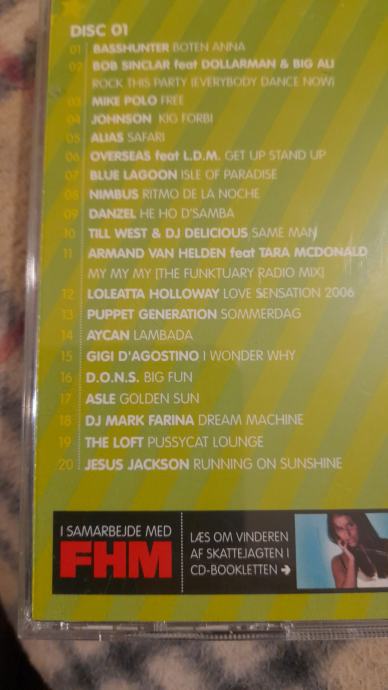 DISC 01
01 BASSHUNTER BOTEN ANNA
02 BOB SINCLAR feat DOLLARMAN & BIG ALI
ROCK THIS PARTY (EVERYBODY DANCE NOW)
03 MIKE POLO FREE
04 JOHNSON KIG FORBI
05 ALIAS SAFARI
06 OVERSEAS feat L.D.M. GET UP STAND UP
07 BLUE LAGOON ISLE OF PARADISE
08 NIMBUS RITMO DE LA NOCHE
09 DANZEL HE HO D'SAMBA
10 TILL WEST & DJ DELICIOUS SAME MAN
11 ARMAND VAN HELDEN feat TARA MCDONALD
MY MY MY [THE FUNKTUARY RADIO MIX]
12 LOLEATTA HOLLOWAY LOVE SENSATION 2006
13 PUPPET GENERATION SOMMERDAG
14 AYCAN LAMBADA
15 GIGI D'AGOSTINO I WONDER WHY
16 D.O.N.S. BIG FUN
17 ASLE GOLDEN SUN
18 DJ MARK FARINA DREAM MACHINE
19 THE LOFT PUSSYCAT LOUNGE
20 JESUS JACKSON RUNNING ON SUNSHINE
I SAMARBEJDE MED
FHM
LÆS OM VINDEREN
AF SKATTEJAGTEN I
CD-BOOKLETTEN →